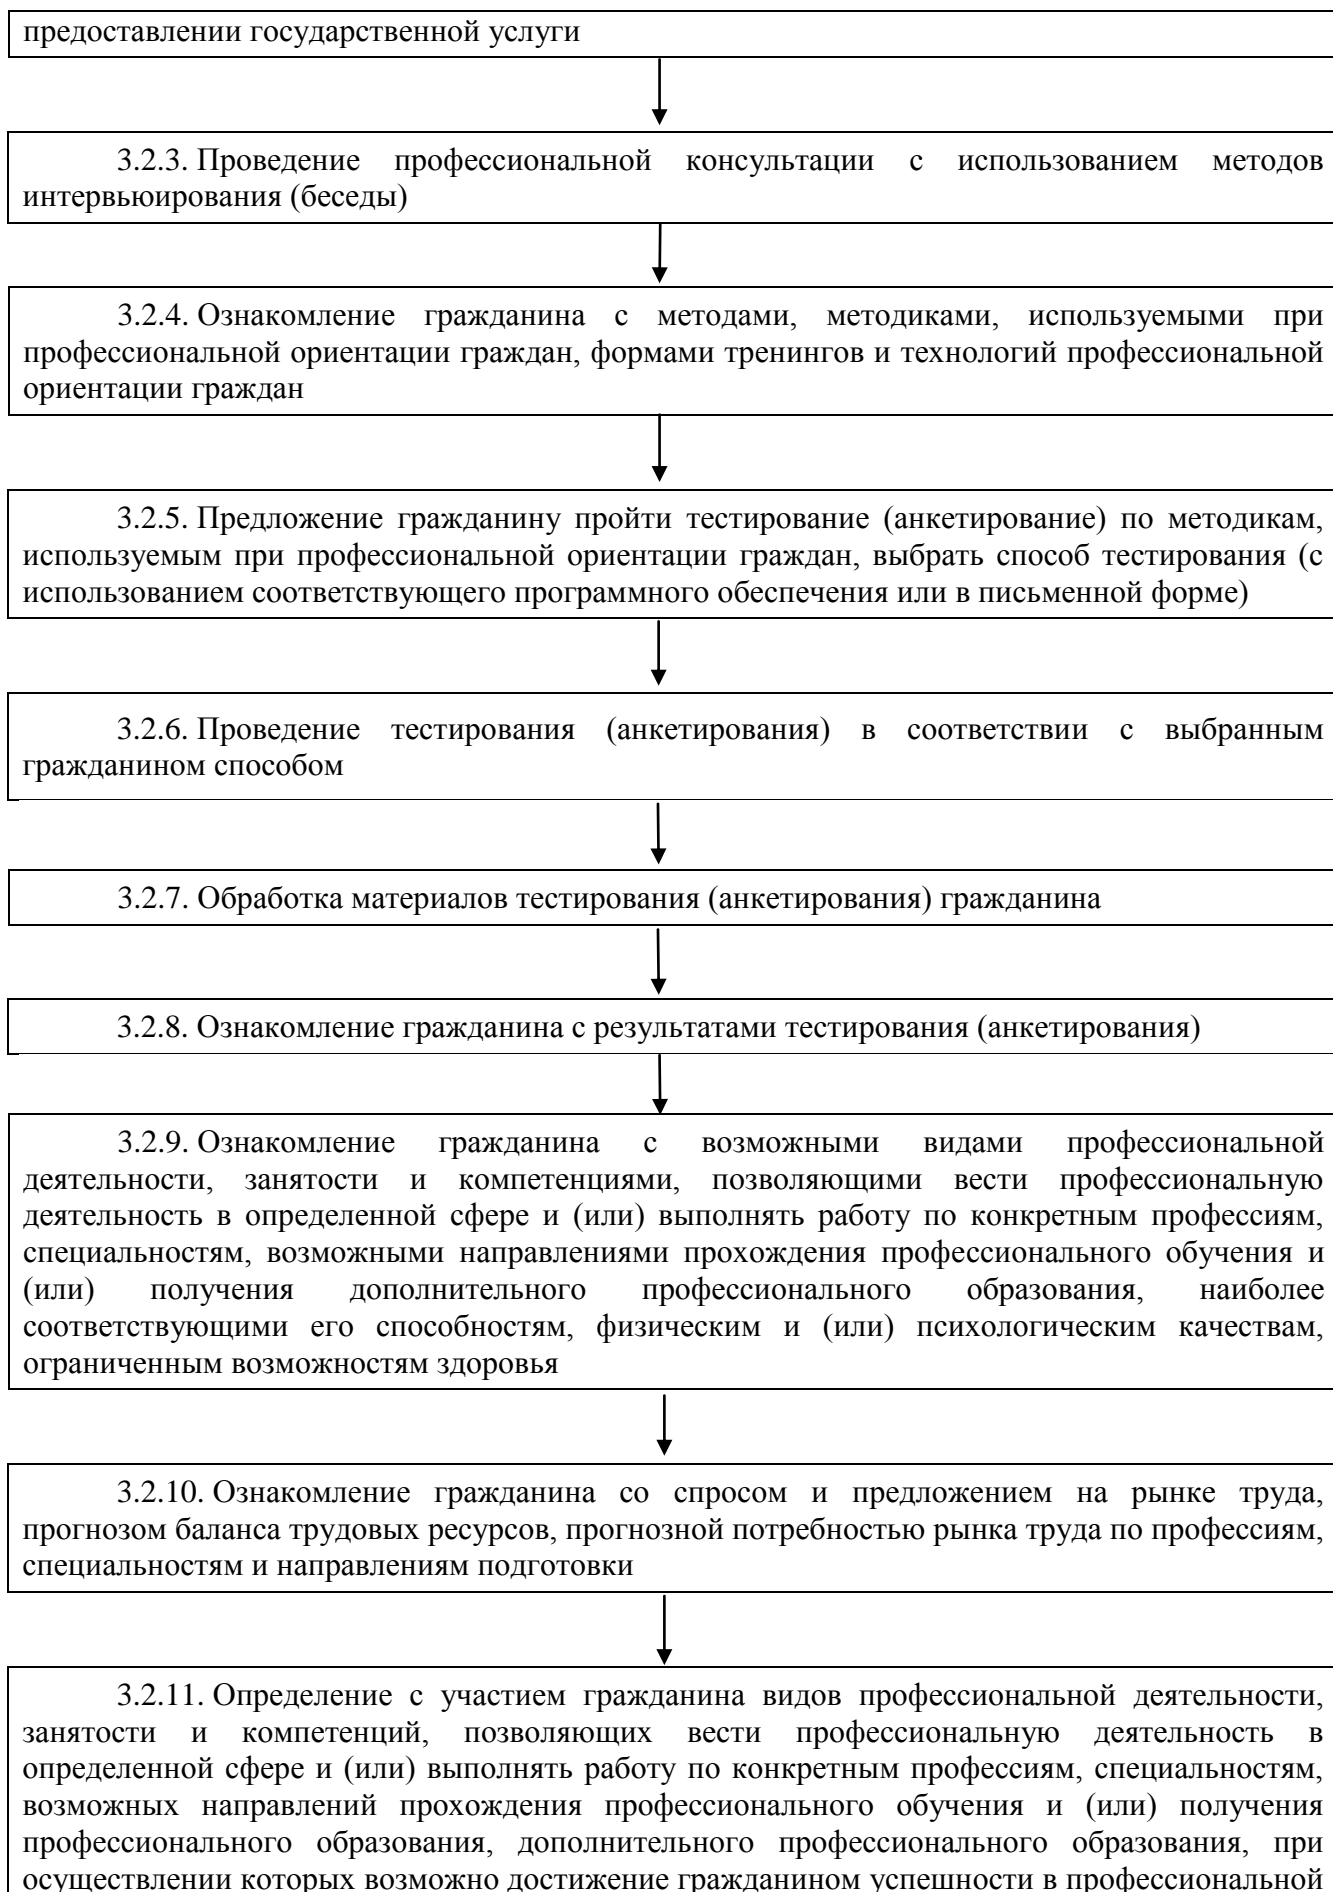 предоставлении государственной услуги
3.2.3. Проведение профессиональной консультации с использованием методов
интервьюирования (беседы)
3.2.4. Ознакомление гражданина с методами, методиками, используемыми при
профессиональной ориентации граждан, формами тренингов и технологий профессиональной
ориентации граждан
3.2.5. Предложение гражданину пройти тестирование (анкетирование) по методикам,
используемым при профессиональной ориентации граждан, выбрать способ тестирования (с
использованием соответствующего программного обеспечения или в письменной форме)
3.2.6. Проведение тестирования (анкетирования) в соответствии с выбранным
гражданином способом
3.2.7. Обработка материалов тестирования (анкетирования) гражданина
3.2.8. Ознакомление гражданина с результатами тестирования (анкетирования)
3.2.9. Ознакомление гражданина с возможными видами профессиональной
деятельности, занятости и компетенциями, позволяющими вести профессиональную
деятельность в определенной сфере и (или) выполнять работу по конкретным профессиям,
специальностям, возможными направлениями прохождения профессионального обучения и
(или) получения дополнительного профессионального образования, наиболее
соответствующими его способностям, физическим и (или) психологическим качествам,
ограниченным возможностям здоровья
3.2.10. Ознакомление гражданина со спросом и предложением на рынке труда,
прогнозом баланса трудовых ресурсов, прогнозной потребностью рынка труда по профессиям,
специальностям и направлениям подготовки
3.2.11. Определение с участием гражданина видов профессиональной деятельности,
занятости и компетенций, позволяющих вести профессиональную деятельность в
определенной сфере и (или) выполнять работу по конкретным профессиям, специальностям,
возможных направлений прохождения профессионального обучения и (или) получения
профессионального образования, дополнительного профессионального образования, при
осуществлении которых возможно достижение гражданином успешности в профессиональной